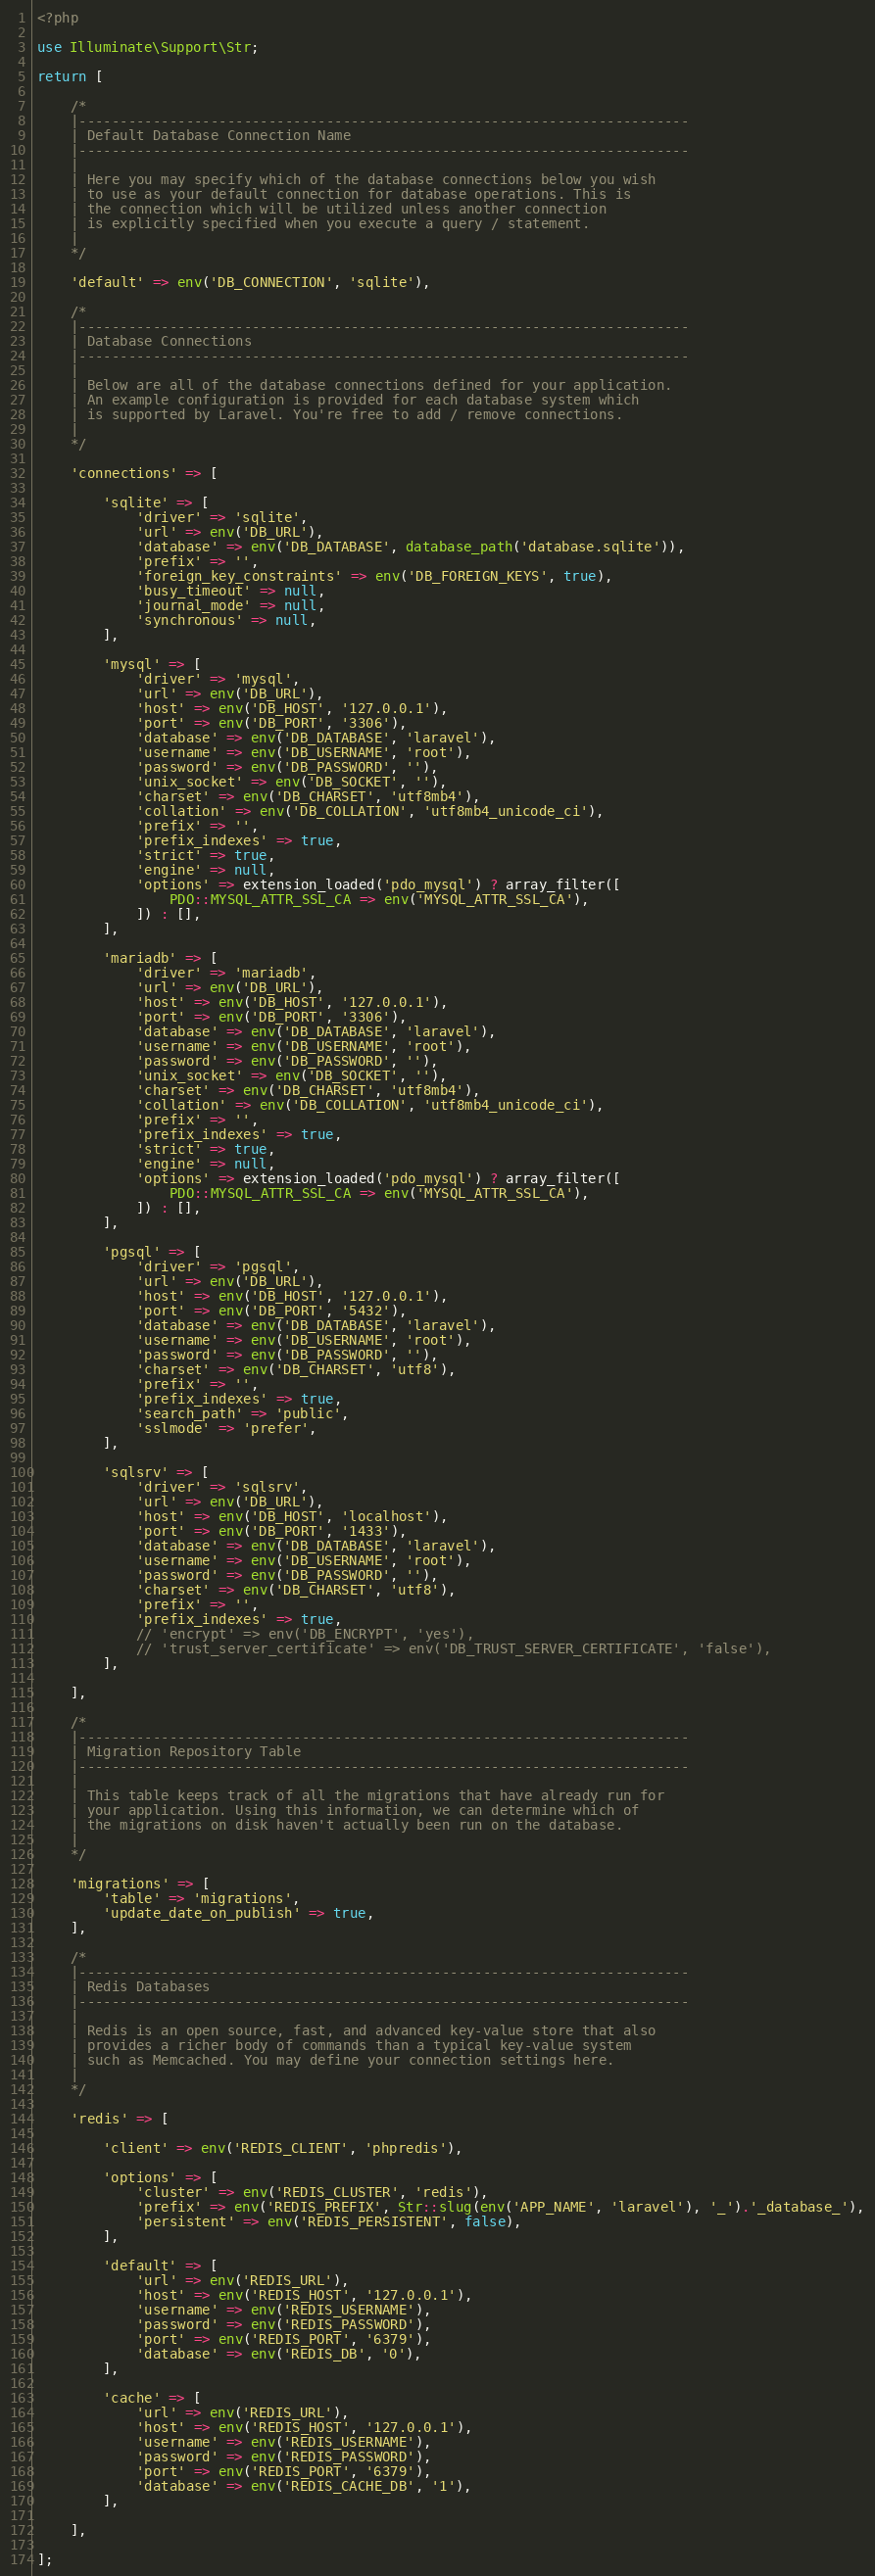 1 <?php
2
3 use Illuminate\Support\Str;
4
5 return [
6
7     /*
8     |--------------------------------------------------------------------------
9     | Default Database Connection Name
10     |--------------------------------------------------------------------------
11     |
12     | Here you may specify which of the database connections below you wish
13     | to use as your default connection for database operations. This is
14     | the connection which will be utilized unless another connection
15     | is explicitly specified when you execute a query / statement.
16     |
17     */
18
19     'default' => env('DB_CONNECTION', 'sqlite'),
20
21     /*
22     |--------------------------------------------------------------------------
23     | Database Connections
24     |--------------------------------------------------------------------------
25     |
26     | Below are all of the database connections defined for your application.
27     | An example configuration is provided for each database system which
28     | is supported by Laravel. You're free to add / remove connections.
29     |
30     */
31
32     'connections' => [
33
34         'sqlite' => [
35             'driver' => 'sqlite',
36             'url' => env('DB_URL'),
37             'database' => env('DB_DATABASE', database_path('database.sqlite')),
38             'prefix' => '',
39             'foreign_key_constraints' => env('DB_FOREIGN_KEYS', true),
40             'busy_timeout' => null,
41             'journal_mode' => null,
42             'synchronous' => null,
43         ],
44
45         'mysql' => [
46             'driver' => 'mysql',
47             'url' => env('DB_URL'),
48             'host' => env('DB_HOST', '127.0.0.1'),
49             'port' => env('DB_PORT', '3306'),
50             'database' => env('DB_DATABASE', 'laravel'),
51             'username' => env('DB_USERNAME', 'root'),
52             'password' => env('DB_PASSWORD', ''),
53             'unix_socket' => env('DB_SOCKET', ''),
54             'charset' => env('DB_CHARSET', 'utf8mb4'),
55             'collation' => env('DB_COLLATION', 'utf8mb4_unicode_ci'),
56             'prefix' => '',
57             'prefix_indexes' => true,
58             'strict' => true,
59             'engine' => null,
60             'options' => extension_loaded('pdo_mysql') ? array_filter([
61                 PDO::MYSQL_ATTR_SSL_CA => env('MYSQL_ATTR_SSL_CA'),
62             ]) : [],
63         ],
64
65         'mariadb' => [
66             'driver' => 'mariadb',
67             'url' => env('DB_URL'),
68             'host' => env('DB_HOST', '127.0.0.1'),
69             'port' => env('DB_PORT', '3306'),
70             'database' => env('DB_DATABASE', 'laravel'),
71             'username' => env('DB_USERNAME', 'root'),
72             'password' => env('DB_PASSWORD', ''),
73             'unix_socket' => env('DB_SOCKET', ''),
74             'charset' => env('DB_CHARSET', 'utf8mb4'),
75             'collation' => env('DB_COLLATION', 'utf8mb4_unicode_ci'),
76             'prefix' => '',
77             'prefix_indexes' => true,
78             'strict' => true,
79             'engine' => null,
80             'options' => extension_loaded('pdo_mysql') ? array_filter([
81                 PDO::MYSQL_ATTR_SSL_CA => env('MYSQL_ATTR_SSL_CA'),
82             ]) : [],
83         ],
84
85         'pgsql' => [
86             'driver' => 'pgsql',
87             'url' => env('DB_URL'),
88             'host' => env('DB_HOST', '127.0.0.1'),
89             'port' => env('DB_PORT', '5432'),
90             'database' => env('DB_DATABASE', 'laravel'),
91             'username' => env('DB_USERNAME', 'root'),
92             'password' => env('DB_PASSWORD', ''),
93             'charset' => env('DB_CHARSET', 'utf8'),
94             'prefix' => '',
95             'prefix_indexes' => true,
96             'search_path' => 'public',
97             'sslmode' => 'prefer',
98         ],
99
100         'sqlsrv' => [
101             'driver' => 'sqlsrv',
102             'url' => env('DB_URL'),
103             'host' => env('DB_HOST', 'localhost'),
104             'port' => env('DB_PORT', '1433'),
105             'database' => env('DB_DATABASE', 'laravel'),
106             'username' => env('DB_USERNAME', 'root'),
107             'password' => env('DB_PASSWORD', ''),
108             'charset' => env('DB_CHARSET', 'utf8'),
109             'prefix' => '',
110             'prefix_indexes' => true,
111             // 'encrypt' => env('DB_ENCRYPT', 'yes'),
112             // 'trust_server_certificate' => env('DB_TRUST_SERVER_CERTIFICATE', 'false'),
113         ],
114
115     ],
116
117     /*
118     |--------------------------------------------------------------------------
119     | Migration Repository Table
120     |--------------------------------------------------------------------------
121     |
122     | This table keeps track of all the migrations that have already run for
123     | your application. Using this information, we can determine which of
124     | the migrations on disk haven't actually been run on the database.
125     |
126     */
127
128     'migrations' => [
129         'table' => 'migrations',
130         'update_date_on_publish' => true,
131     ],
132
133     /*
134     |--------------------------------------------------------------------------
135     | Redis Databases
136     |--------------------------------------------------------------------------
137     |
138     | Redis is an open source, fast, and advanced key-value store that also
139     | provides a richer body of commands than a typical key-value system
140     | such as Memcached. You may define your connection settings here.
141     |
142     */
143
144     'redis' => [
145
146         'client' => env('REDIS_CLIENT', 'phpredis'),
147
148         'options' => [
149             'cluster' => env('REDIS_CLUSTER', 'redis'),
150             'prefix' => env('REDIS_PREFIX', Str::slug(env('APP_NAME', 'laravel'), '_').'_database_'),
151             'persistent' => env('REDIS_PERSISTENT', false),
152         ],
153
154         'default' => [
155             'url' => env('REDIS_URL'),
156             'host' => env('REDIS_HOST', '127.0.0.1'),
157             'username' => env('REDIS_USERNAME'),
158             'password' => env('REDIS_PASSWORD'),
159             'port' => env('REDIS_PORT', '6379'),
160             'database' => env('REDIS_DB', '0'),
161         ],
162
163         'cache' => [
164             'url' => env('REDIS_URL'),
165             'host' => env('REDIS_HOST', '127.0.0.1'),
166             'username' => env('REDIS_USERNAME'),
167             'password' => env('REDIS_PASSWORD'),
168             'port' => env('REDIS_PORT', '6379'),
169             'database' => env('REDIS_CACHE_DB', '1'),
170         ],
171
172     ],
173
174 ];